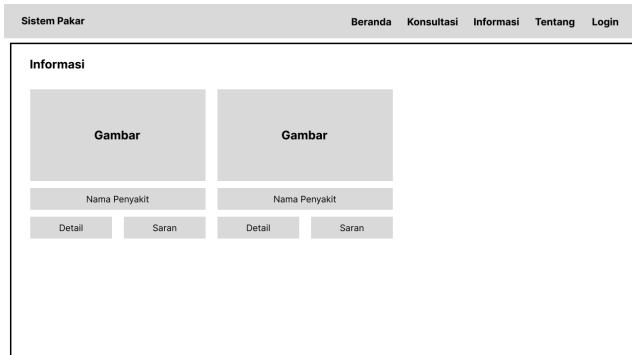 Sistem Pakar Beranda Konsultasi Informasi Tentang Login
Informasi
Gambar Gambar
Nama Penyakit Nama Penyakit
Detail Saran Detail Saran